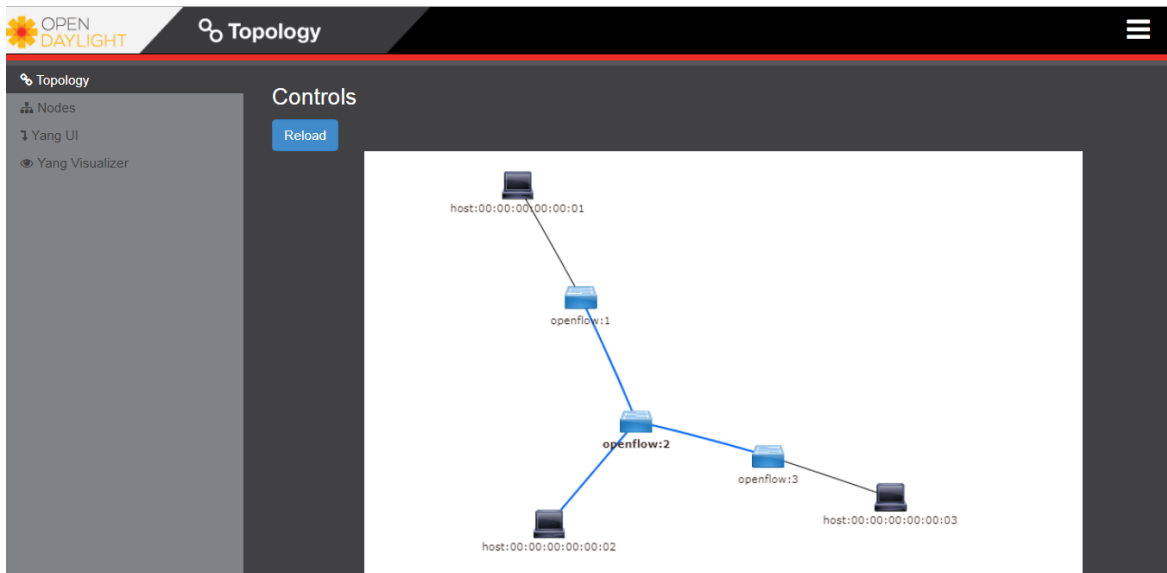 OPEN
DAYLIGHT
Topology
Topology
Nodes
Yang UI
Yang Visualizer
Controls
Reload
host:00:00:00:00:00:01
openflow:1
openflow:2
openflow:3
host:00:00:00:00:00:03
host:00:00:00:00:00:02